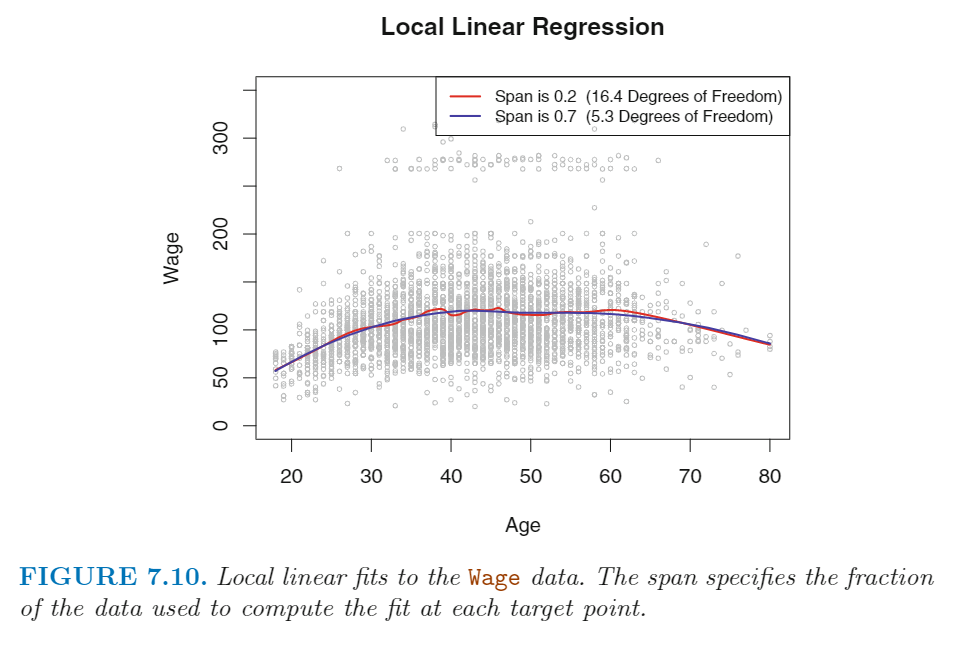 Local Linear Regression
Span is 0.2 (16.4 Degrees of Freedom)
Span is 0.7 (5.3 Degrees of Freedom)
Wage
300
200
100
50
0
20 30 40 50 60 70 80
Age
FIGURE 7.10. Local linear fits to the Wage data. The span specifies the fraction
of the data used to compute the fit at each target point.